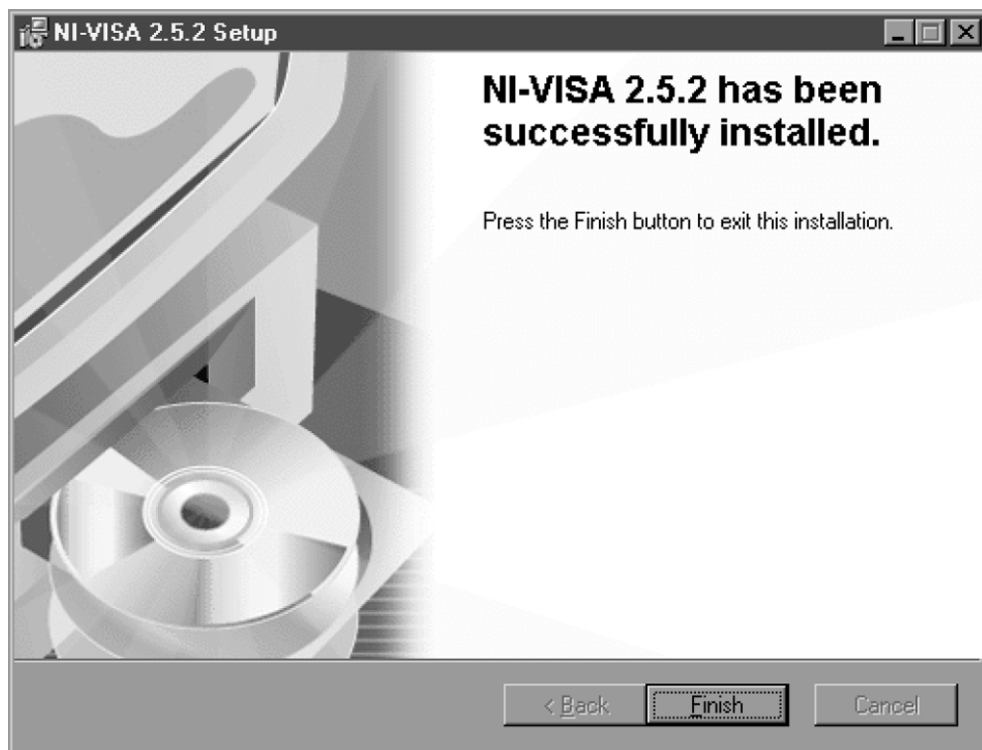 NI-VISA 2.5.2 Setup
NI-VISA 2.5.2 has been
successfully installed.
Press the Finish button to exit this installation.
< Back
Finish
Cancel